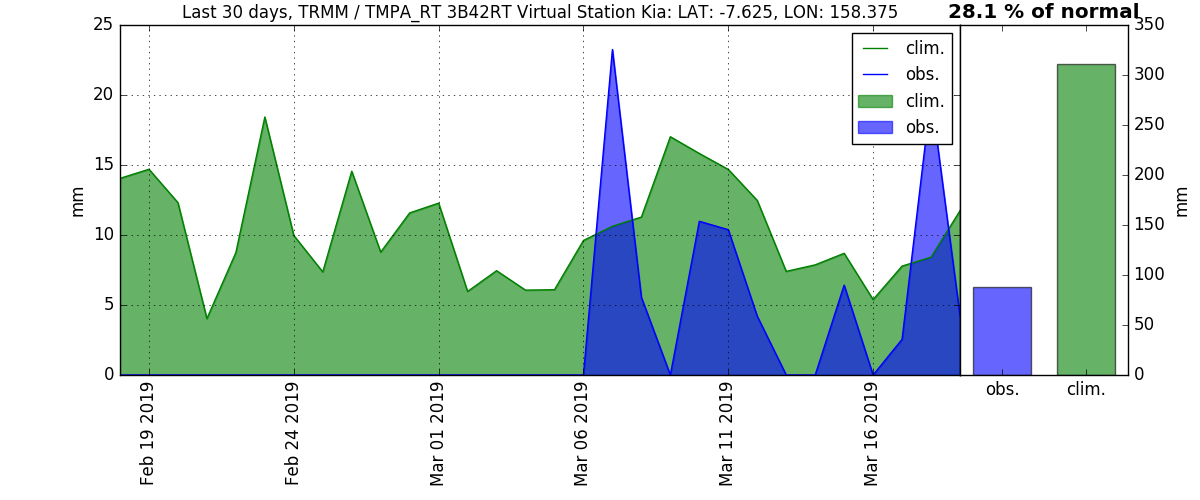 Last 30 days, TRMM / TMPA_RT 3B42RT Virtual Station Kia: LAT: -7.625, LON: 158.375
28.1 % of normal
25
20
15
10
5
0
mm
clim.
obs.
clim.
obs.
350
300
250
200
150
100
50
0
mm
Feb 19 2019
Feb 24 2019
Mar 01 2019
Mar 06 2019
Mar 11 2019
Mar 16 2019
obs.
clim.